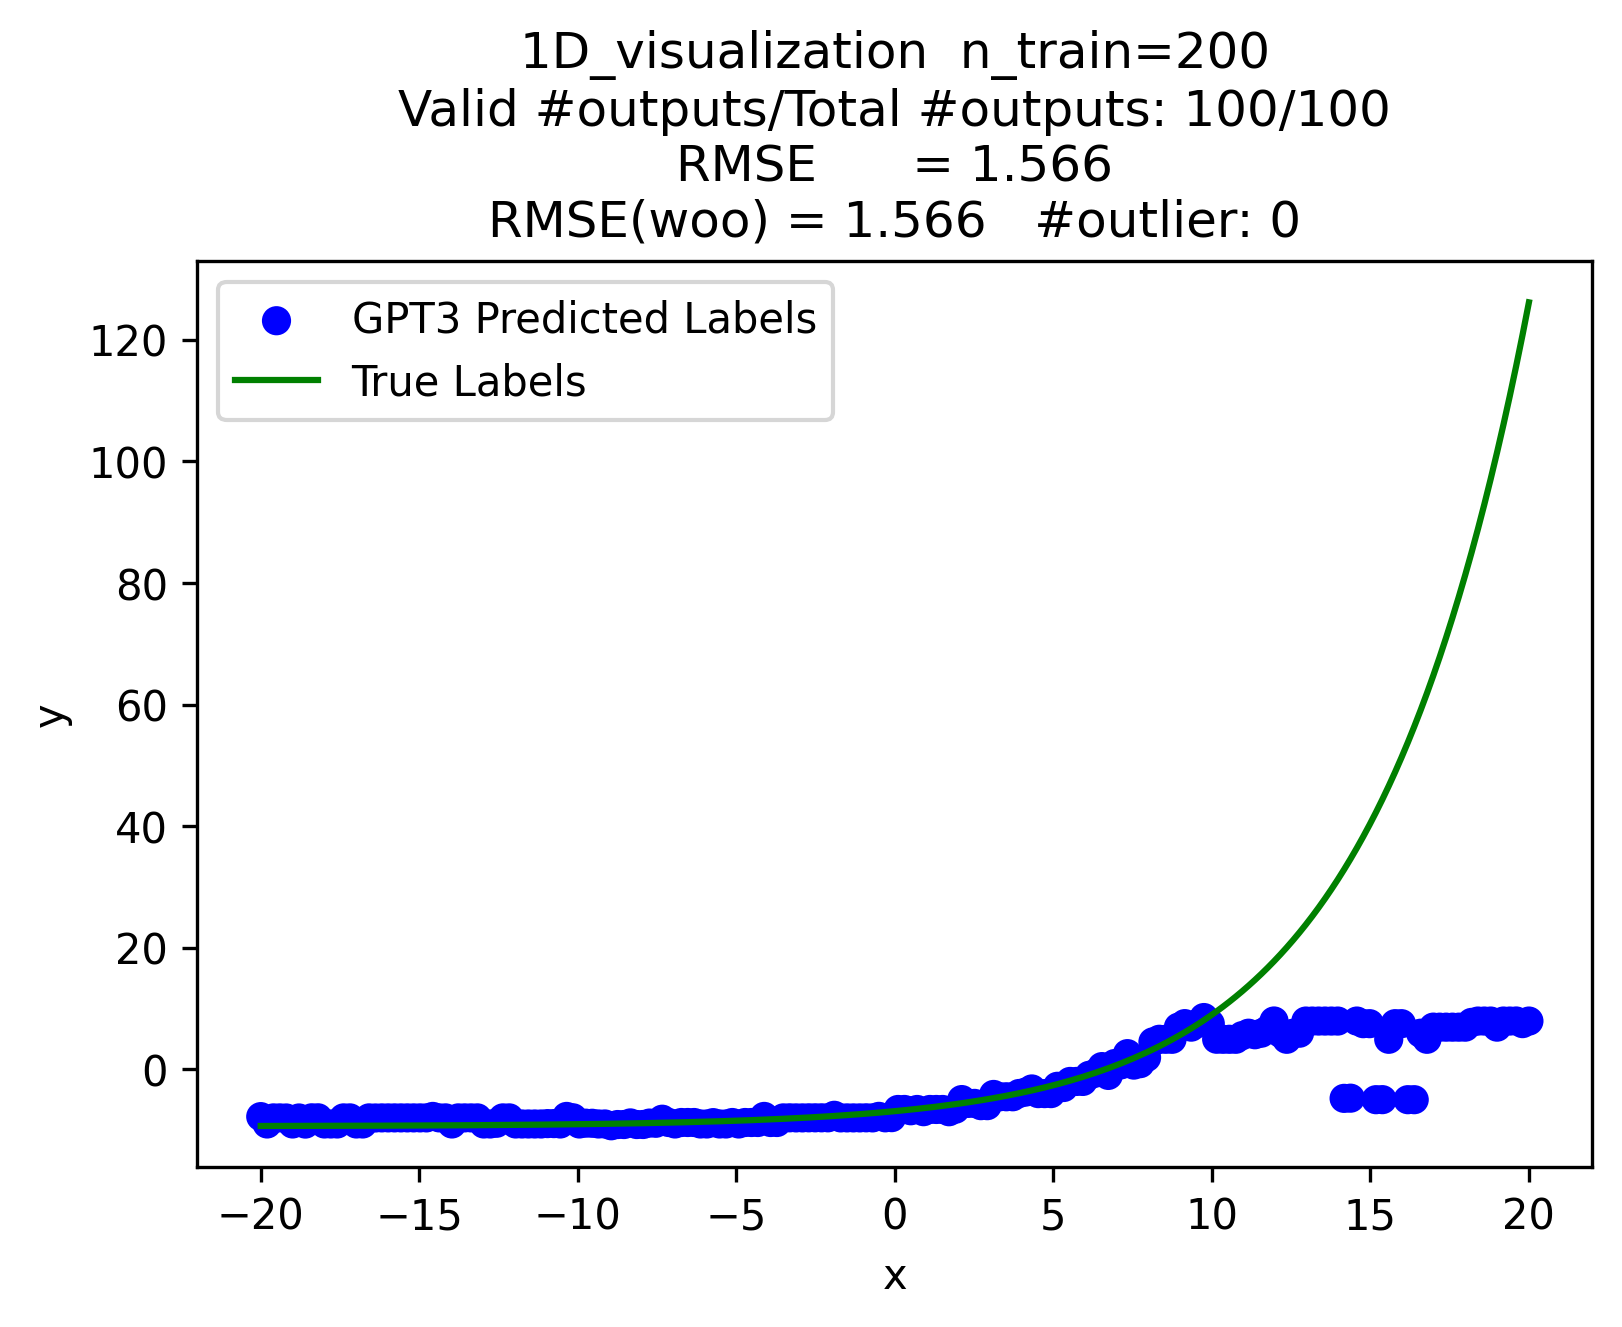 1D_visualization  n_train=200
Valid #outputs/Total #outputs: 100/100
RMSE      = 1.566
RMSE(woo) = 1.566   #outlier: 0
GPT3 Predicted Labels
True Labels
120
100
80
60
40
20
0
y
−20 −15 −10 −5 0 5 10 15 20
x